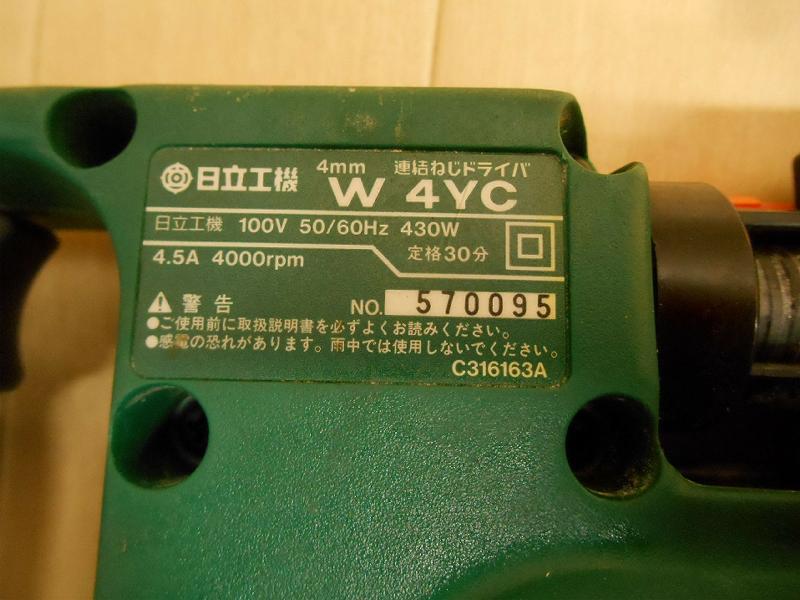 日立工機 4mm 連結ねじドライバ
W 4YC
日立工機 100V 50/60Hz 430W
4.5A 4000rpm 定格30分
警告 NO. 570095
●ご使用前に取扱説明書を必ずよくお読みください。
●感電の恐れがあります。雨中では使用しないでください。
C316163A